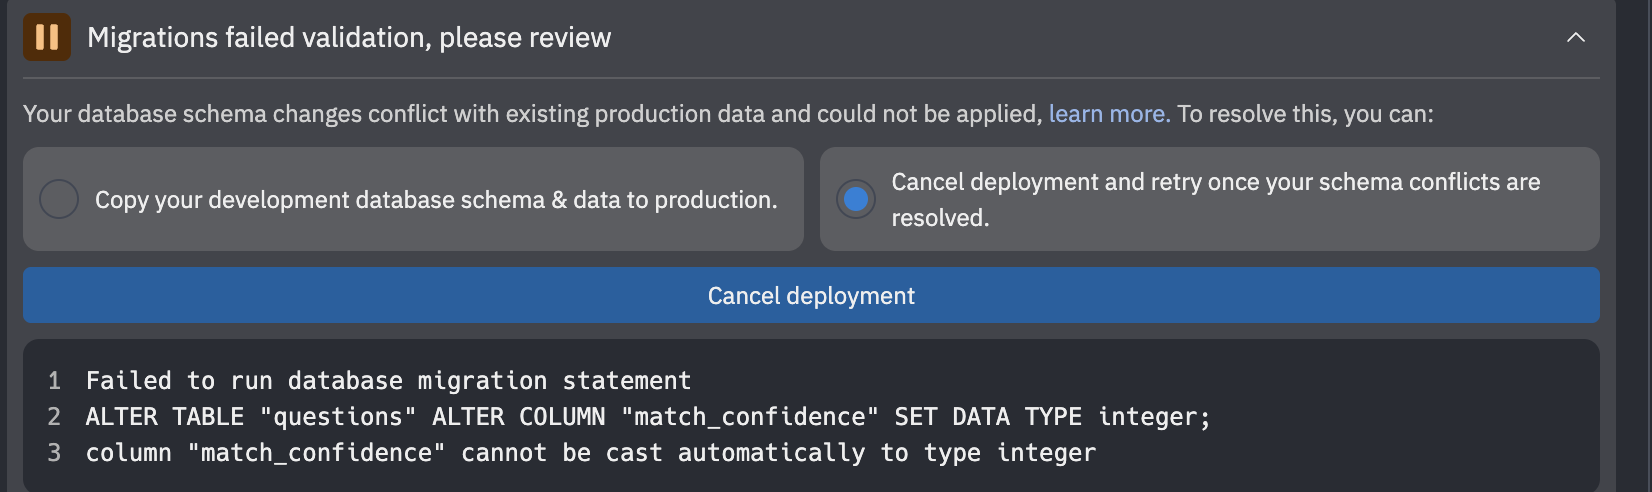 Migrations failed validation, please review
Your database schema changes conflict with existing production data and could not be applied, learn more. To resolve this, you can:
Copy your development database schema & data to production.
Cancel deployment and retry once your schema conflicts are
resolved.
Cancel deployment
1 Failed to run database migration statement
2 ALTER TABLE "questions" ALTER COLUMN "match_confidence" SET DATA TYPE integer;
3 column "match_confidence" cannot be cast automatically to type integer